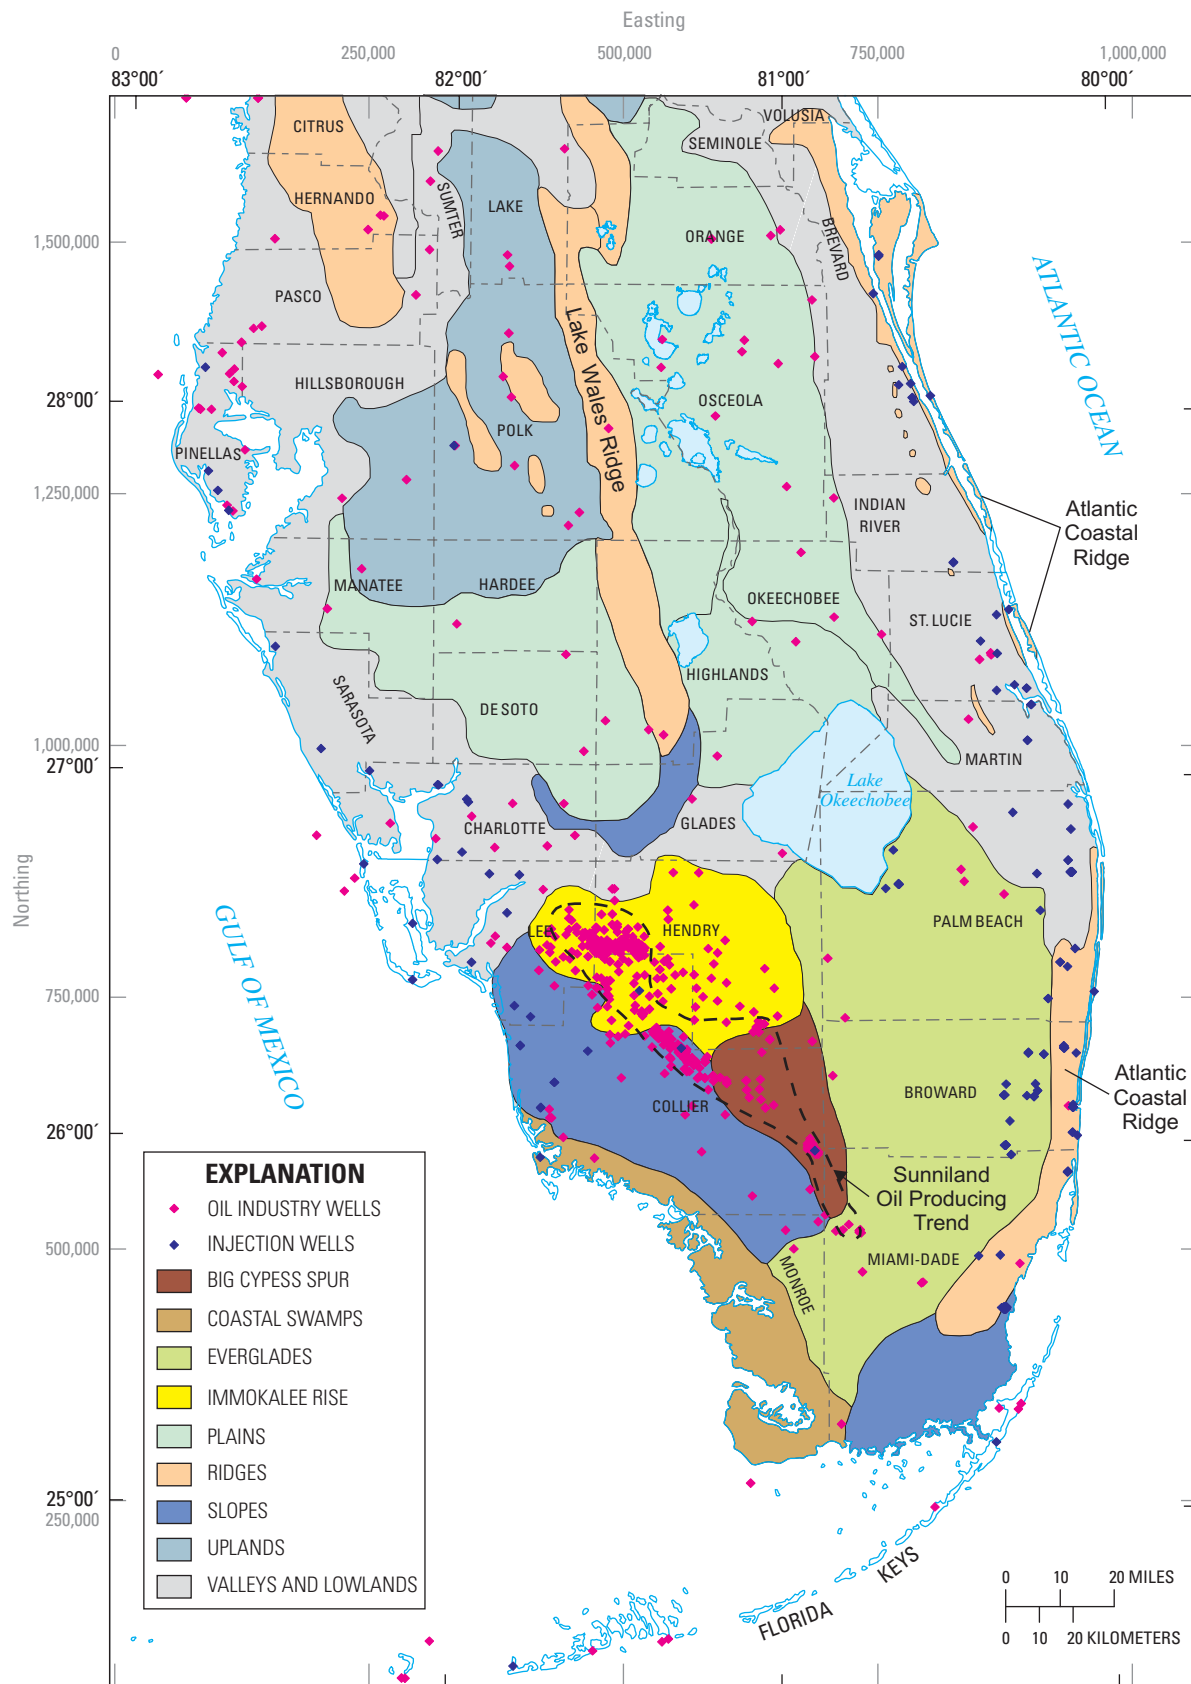 Easting
0
250,000
500,000
750,000
1,000,000
83°00´
82°00´
81°00´
80°00´
CITRUS
VOLUSIA
SEMINOLE
HERNANDO
SUMTER
LAKE
ORANGE
BREVARD
1,500,000
ATLANTIC OCEAN
PASCO
Lake Wales Ridge
HILLSBOROUGH
28°00´
OSCEOLA
POLK
PINELLAS
1,250,000
INDIAN
RIVER
Atlantic
Coastal
Ridge
MANATEE
HARDEE
OKEECHOBEE
ST. LUCIE
HIGHLANDS
SARASOTA
DE SOTO
1,000,000
27°00´
MARTIN
Lake
Okeechobee
CHARLOTTE
GLADES
Northing
PALM BEACH
LEE
HENDRY
GULF OF MEXICO
750,000
Atlantic
Coastal
Ridge
BROWARD
COLLIER
26°00´
Sunniland
Oil Producing
Trend
500,000
MIAMI-DADE
MONROE
25°00´
250,000
EXPLANATION
OIL INDUSTRY WELLS
INJECTION WELLS
BIG CYPESS SPUR
COASTAL SWAMPS
EVERGLADES
IMMOKALEE RISE
PLAINS
RIDGES
SLOPES
UPLANDS
VALLEYS AND LOWLANDS
FLORIDA KEYS
0 10 20 MILES
0 10 20 KILOMETERS